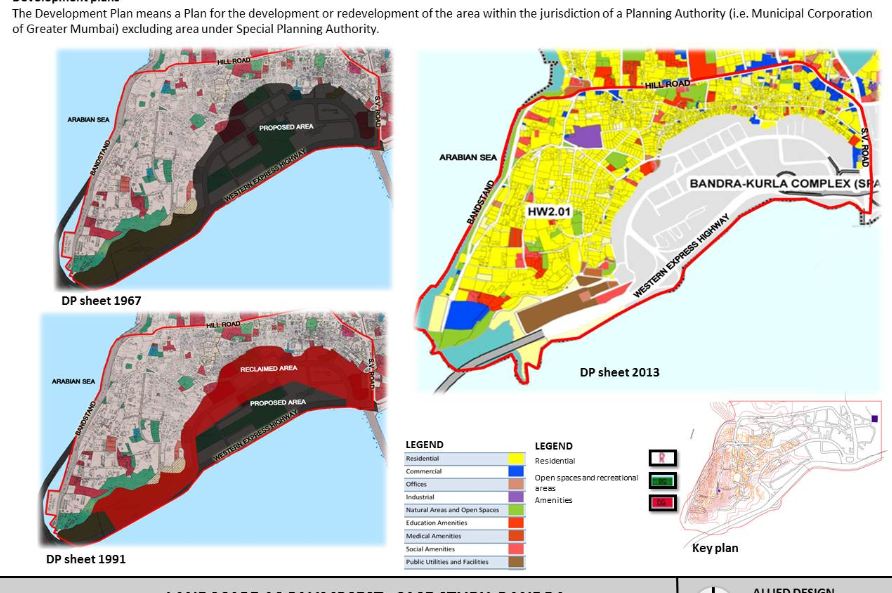 Development plans
The Development Plan means a Plan for the development or redevelopment of the area within the jurisdiction of a Planning Authority (i.e. Municipal Corporation
of Greater Mumbai) excluding area under Special Planning Authority.
HILL ROAD
ARABIAN SEA
BANDSTAND
PROPOSED AREA
S.V. ROAD
WESTERN EXPRESS HIGHWAY
DP sheet 1967
HILL ROAD
ARABIAN SEA
BANDSTAND
S.V. ROAD
BANDRA-KURLA COMPLEX (SPA
HW2.01
WESTERN EXPRESS HIGHWAY
DP sheet 2013
HILL ROAD
ARABIAN SEA
BANDSTAND
RECLAIMED AREA
PROPOSED AREA
S.V. ROAD
WESTERN EXPRESS HIGHWAY
DP sheet 1991
LEGEND
Residential
Commercial
Offices
Industrial
Natural Areas and Open Spaces
Education Amenities
Medical Amenities
Social Amenities
Public Utilities and Facilities
LEGEND
Residential
R
Open spaces and recreational
areas
Amenities
Key plan
ALLIED DESIGN